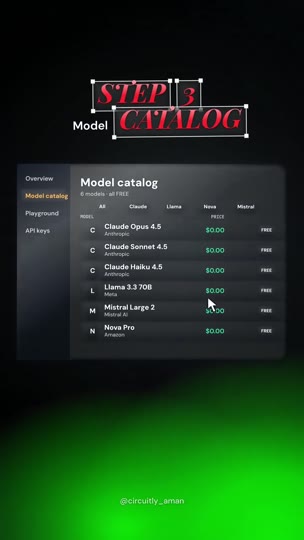 STEP 3
Model CATALOG
Overview
Model catalog
Playground
API keys
Model catalog
6 models · all FREE
All Claude Llama Nova Mistral
MODEL PRICE
C Claude Opus 4.5 $0.00 FREE
Anthropic
C Claude Sonnet 4.5 $0.00 FREE
Anthropic
C Claude Haiku 4.5 $0.00 FREE
Anthropic
L Llama 3.3 70B $0.00 FREE
Meta
M Mistral Large 2 $0.00 FREE
Mistral AI
N Nova Pro $0.00 FREE
Amazon
@circuitly_aman